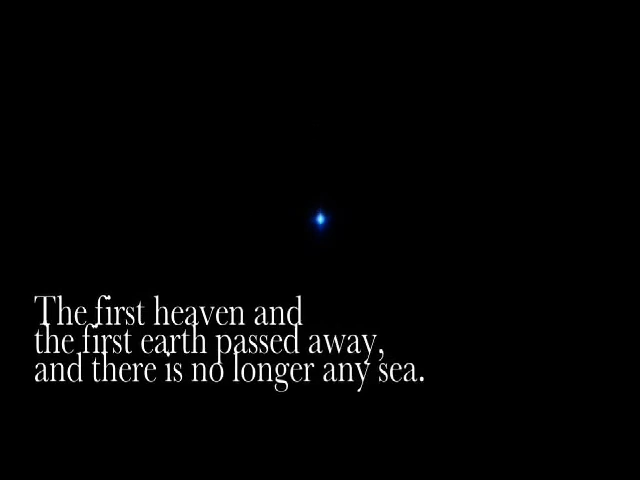 The first heaven and
the first earth passed away,
and there is no longer any sea.